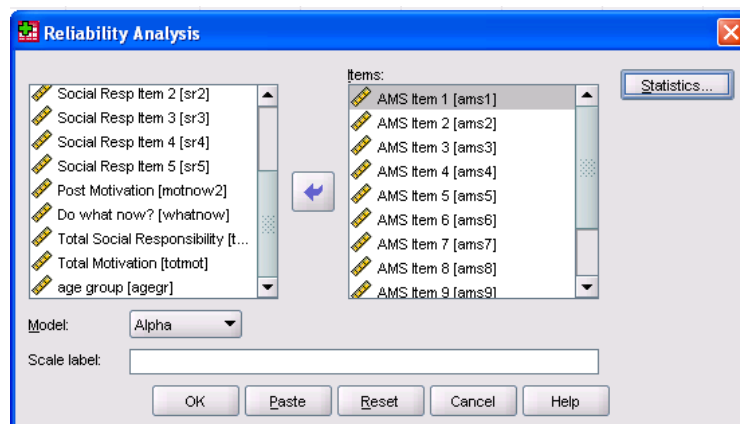 Reliability Analysis
Items:
Social Resp Item 2 [sr2]
Social Resp Item 3 [sr3]
Social Resp Item 4 [sr4]
Social Resp Item 5 [sr5]
Post Motivation [motnow2]
Do what now? [whatnow]
Total Social Responsibility [t...
Total Motivation [totmot]
age group [agegr]
AMS Item 1 [ams1]
AMS Item 2 [ams2]
AMS Item 3 [ams3]
AMS Item 4 [ams4]
AMS Item 5 [ams5]
AMS Item 6 [ams6]
AMS Item 7 [ams7]
AMS Item 8 [ams8]
AMS Item 9 [ams9]
Statistics...
Model: Alpha
Scale label:
OK Paste Reset Cancel Help